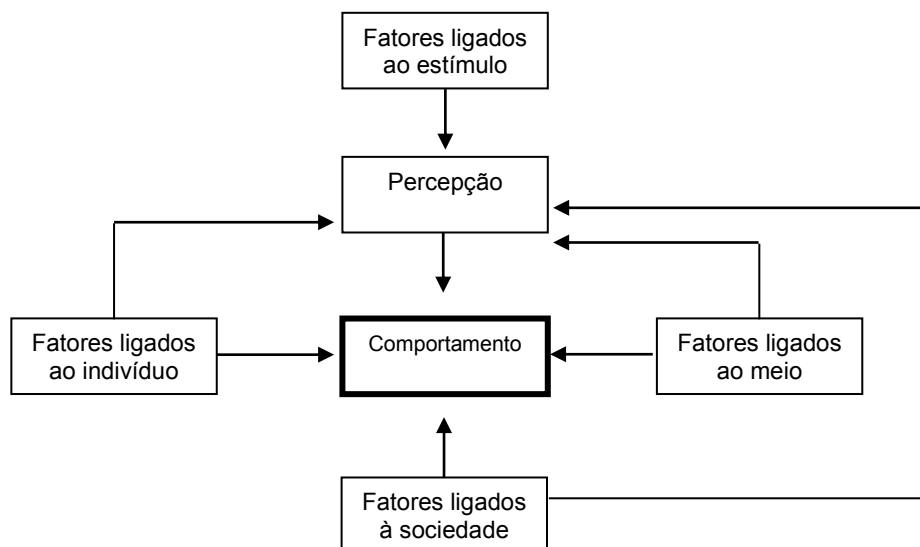 Fatores ligados
ao estímulo
Percepção
Fatores ligados
ao indivíduo
Comportamento
Fatores ligados
ao meio
Fatores ligados
à sociedade